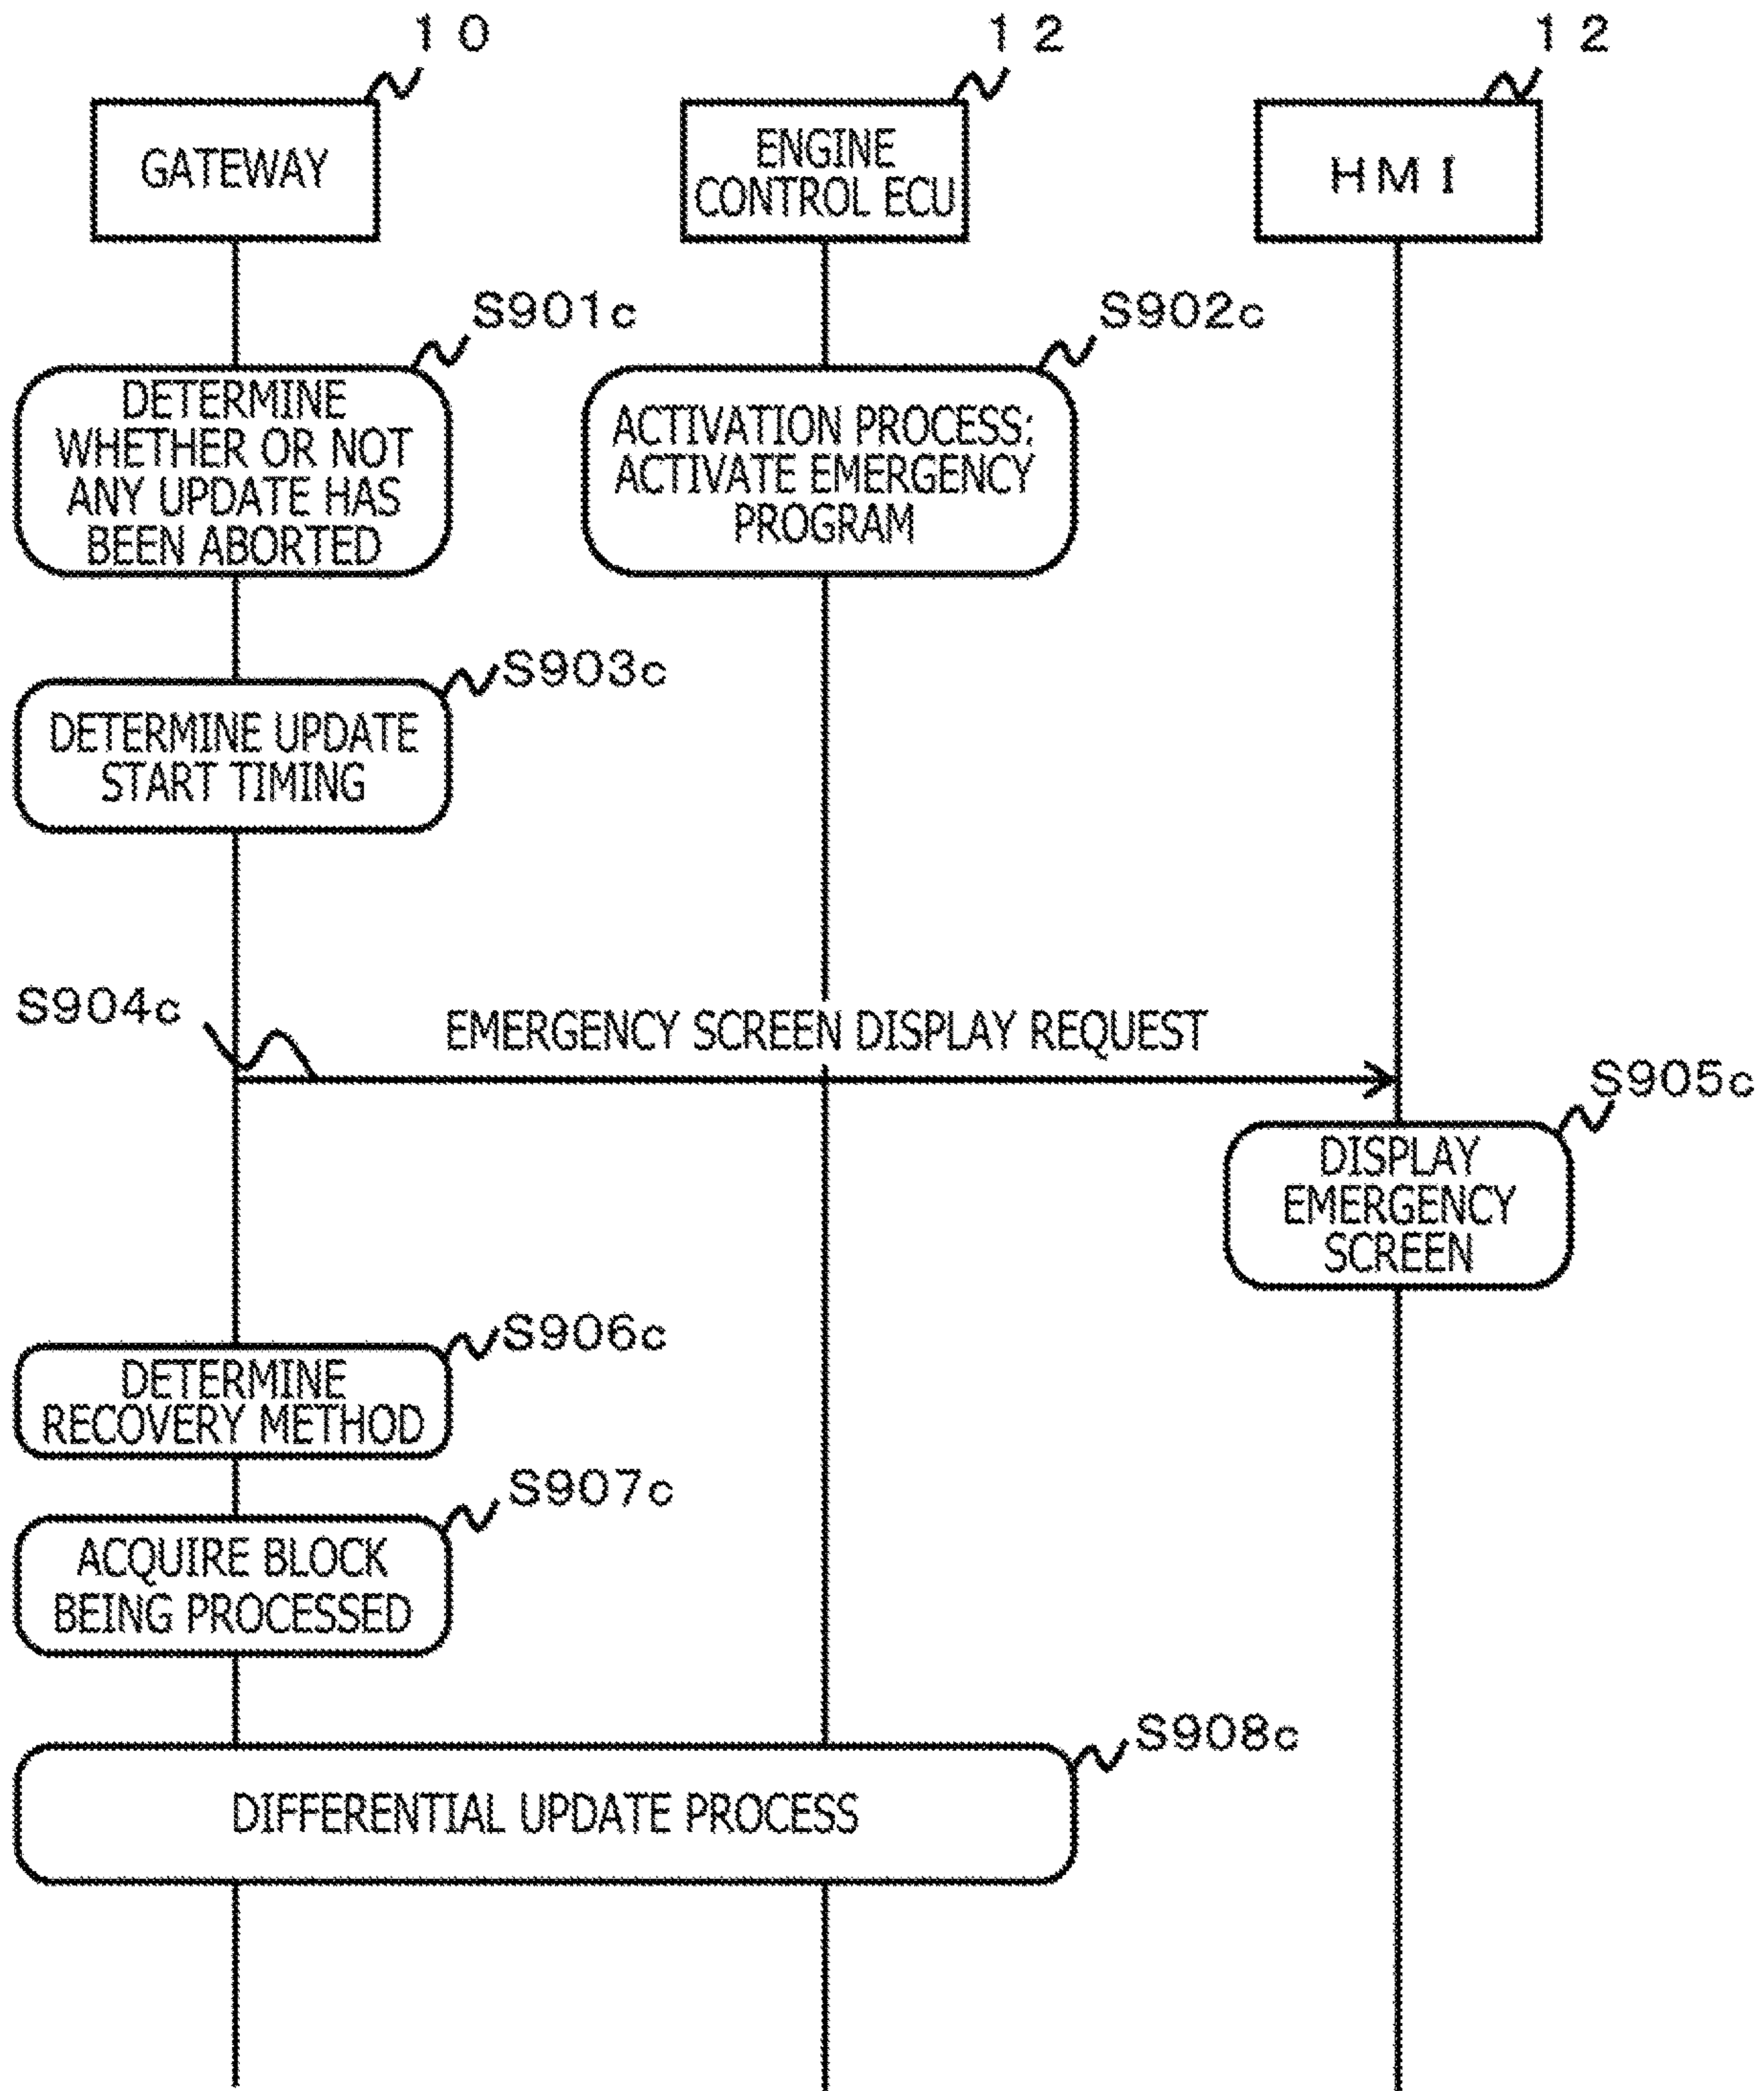 10
12
12
GATEWAY
ENGINE
CONTROL ECU
HMI
S901c
S902c
DETERMINE
WHETHER OR NOT
ANY UPDATE HAS
BEEN ABORTED
ACTIVATION PROCESS:
ACTIVATE EMERGENCY
PROGRAM
S903c
DETERMINE UPDATE
START TIMING
S904c
EMERGENCY SCREEN DISPLAY REQUEST
S905c
DISPLAY
EMERGENCY
SCREEN
S906c
DETERMINE
RECOVERY METHOD
S907c
ACQUIRE BLOCK
BEING PROCESSED
S908c
DIFFERENTIAL UPDATE PROCESS